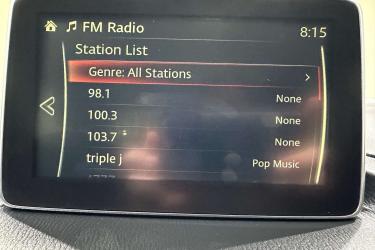 FM Radio
8:15
Station List
Genre: All Stations
98.1 None
100.3 None
103.7 None
triple j Pop Music